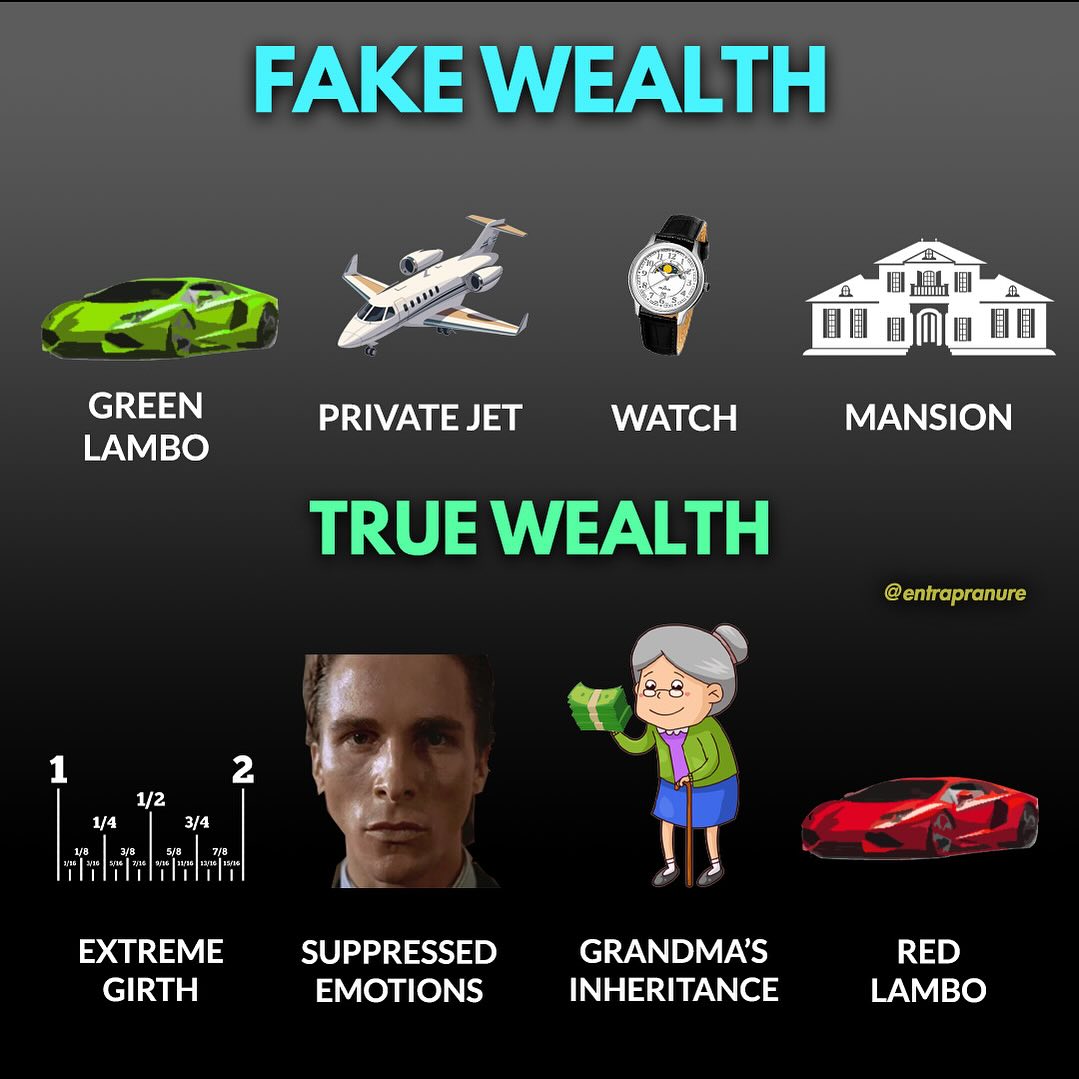 FAKE WEALTH
GREEN
LAMBO
PRIVATE JET
WATCH
MANSION
TRUE WEALTH
@entrapranure
1
2
1/2
1/4
3/4
1/8
3/8
5/8
7/8
1/16
3/16
5/16
7/16
9/16
11/16
13/16
15/16
EXTREME
GIRTH
SUPPRESSED
EMOTIONS
GRANDMA'S
INHERITANCE
RED
LAMBO